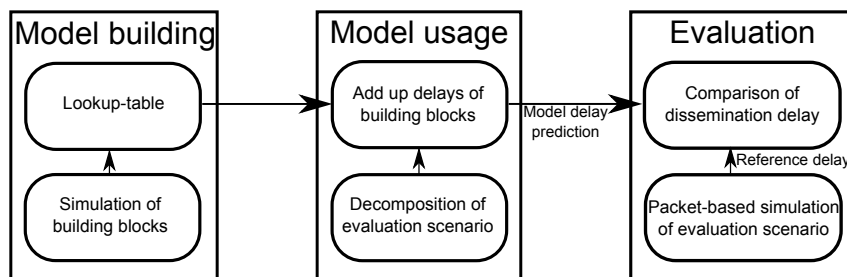 Model building
Lookup-table
Simulation of
building blocks
Model usage
Add up delays of
building blocks
Decomposition of
evaluation scenario
Model delay
prediction
Evaluation
Comparison of
dissemination delay
Reference delay
Packet-based simulation
of evaluation scenario